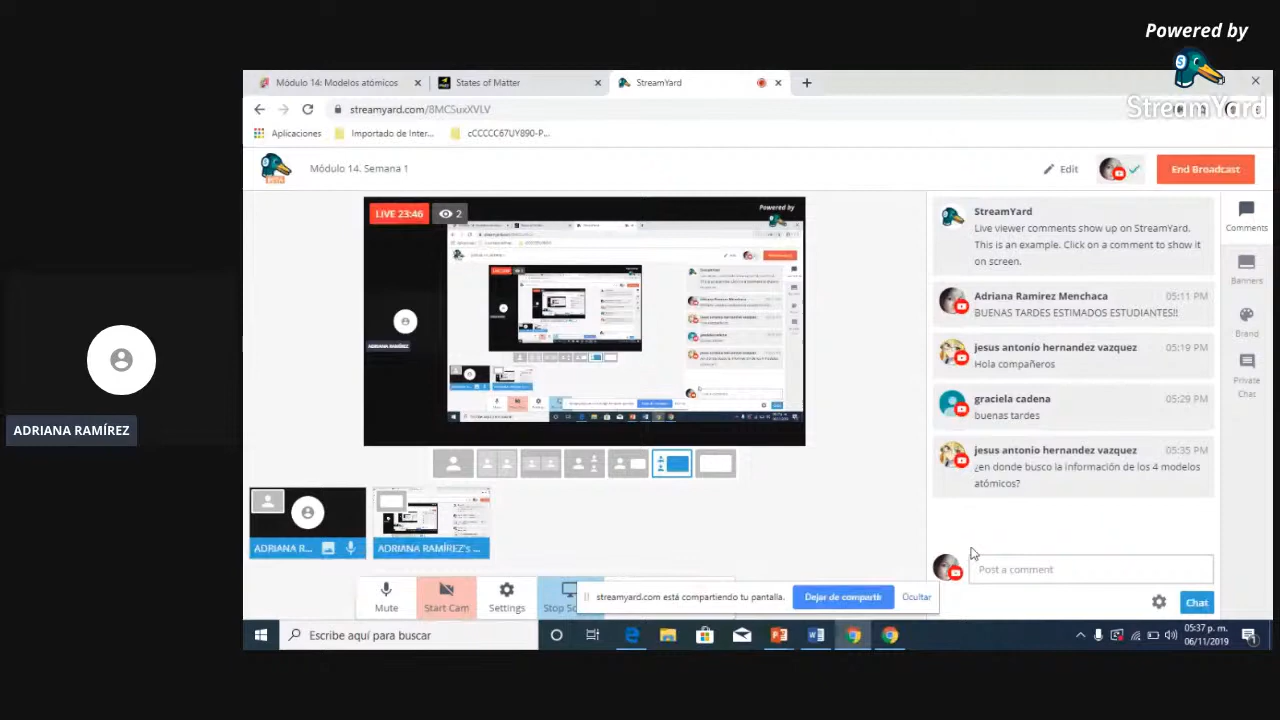 Powered by
StreamYard
Módulo 14: Modelos atómicos
States of Matter
StreamYard
streamyard.com/8MCSuxXVLV
Aplicaciones
Importado de Inter...
cCCCCC67UY890-P...
Módulo 14. Semana 1
Edit
End Broadcast
LIVE 23:46
2
Powered by
ADRIANA RAMÍREZ
StreamYard
Live viewer comments show up on StreamYard.
This is an example. Click on a comment to show it
on screen.
Adriana Ramirez Menchaca 05:11 PM
BUENAS TARDES ESTIMADOS ESTUDIANTES!!
jesus antonio hernandez vazquez 05:19 PM
Hola compañeros
graciela cadena 05:29 PM
buenas tardes
jesus antonio hernandez vazquez 05:35 PM
¿en donde busco la información de los 4 modelos
atómicos?
Comments
Banners
Brand
Private
Chat
ADRIANA RAMÍREZ
ADRIANA R...
ADRIANA RAMÍREZ's ...
Post a comment
Chat
Mute
Start Cam
Settings
Stop Sc
streamyard.com está compartiendo tu pantalla.
Dejar de compartir
Ocultar
Escribe aquí para buscar
05:37 p. m.
06/11/2019